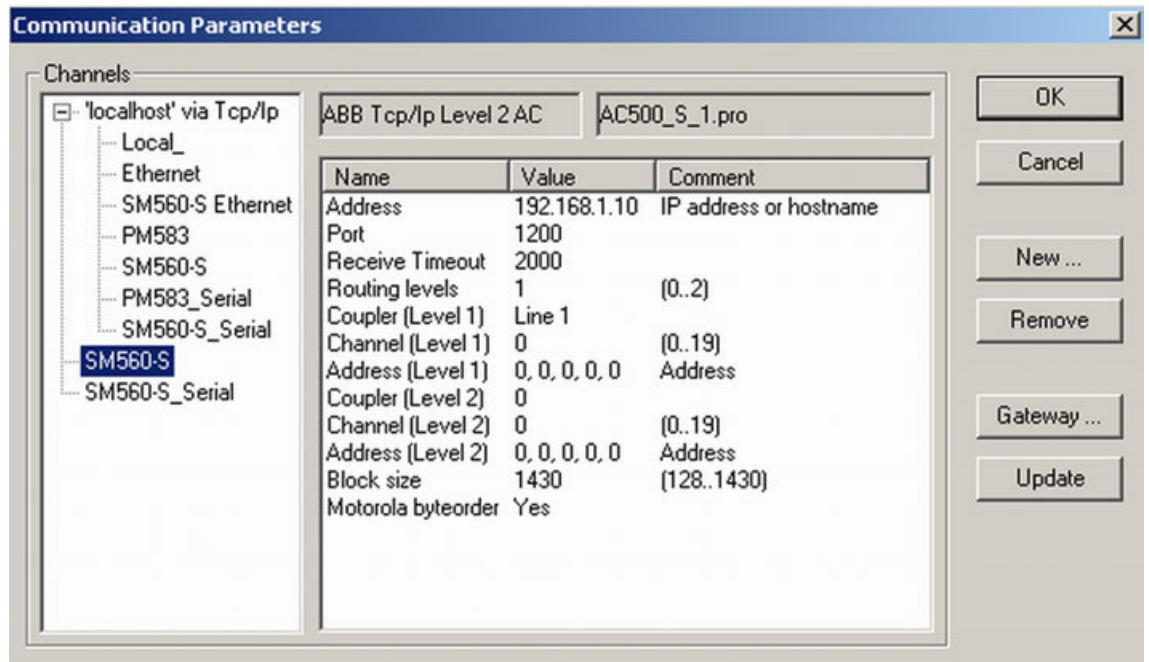 Communication Parameters
Channels
'localhost' via Tcp/Ip
Local_
Ethernet
SM560-S Ethernet
PM583
SM560-S
PM583_Serial
SM560-S_Serial
SM560-S
SM560-S_Serial
ABB Tcp/Ip Level 2 AC AC500_S_1.pro
Name Value Comment
Address 192.168.1.10 IP address or hostname
Port 1200
Receive Timeout 2000
Routing levels 1 (0..2)
Coupler (Level 1) Line 1
Channel (Level 1) 0 (0..19)
Address (Level 1) 0, 0, 0, 0, 0 Address
Coupler (Level 2) 0
Channel (Level 2) 0 (0..19)
Address (Level 2) 0, 0, 0, 0, 0 Address
Block size 1430 (128..1430)
Motorola byteorder Yes
OK
Cancel
New ...
Remove
Gateway ...
Update